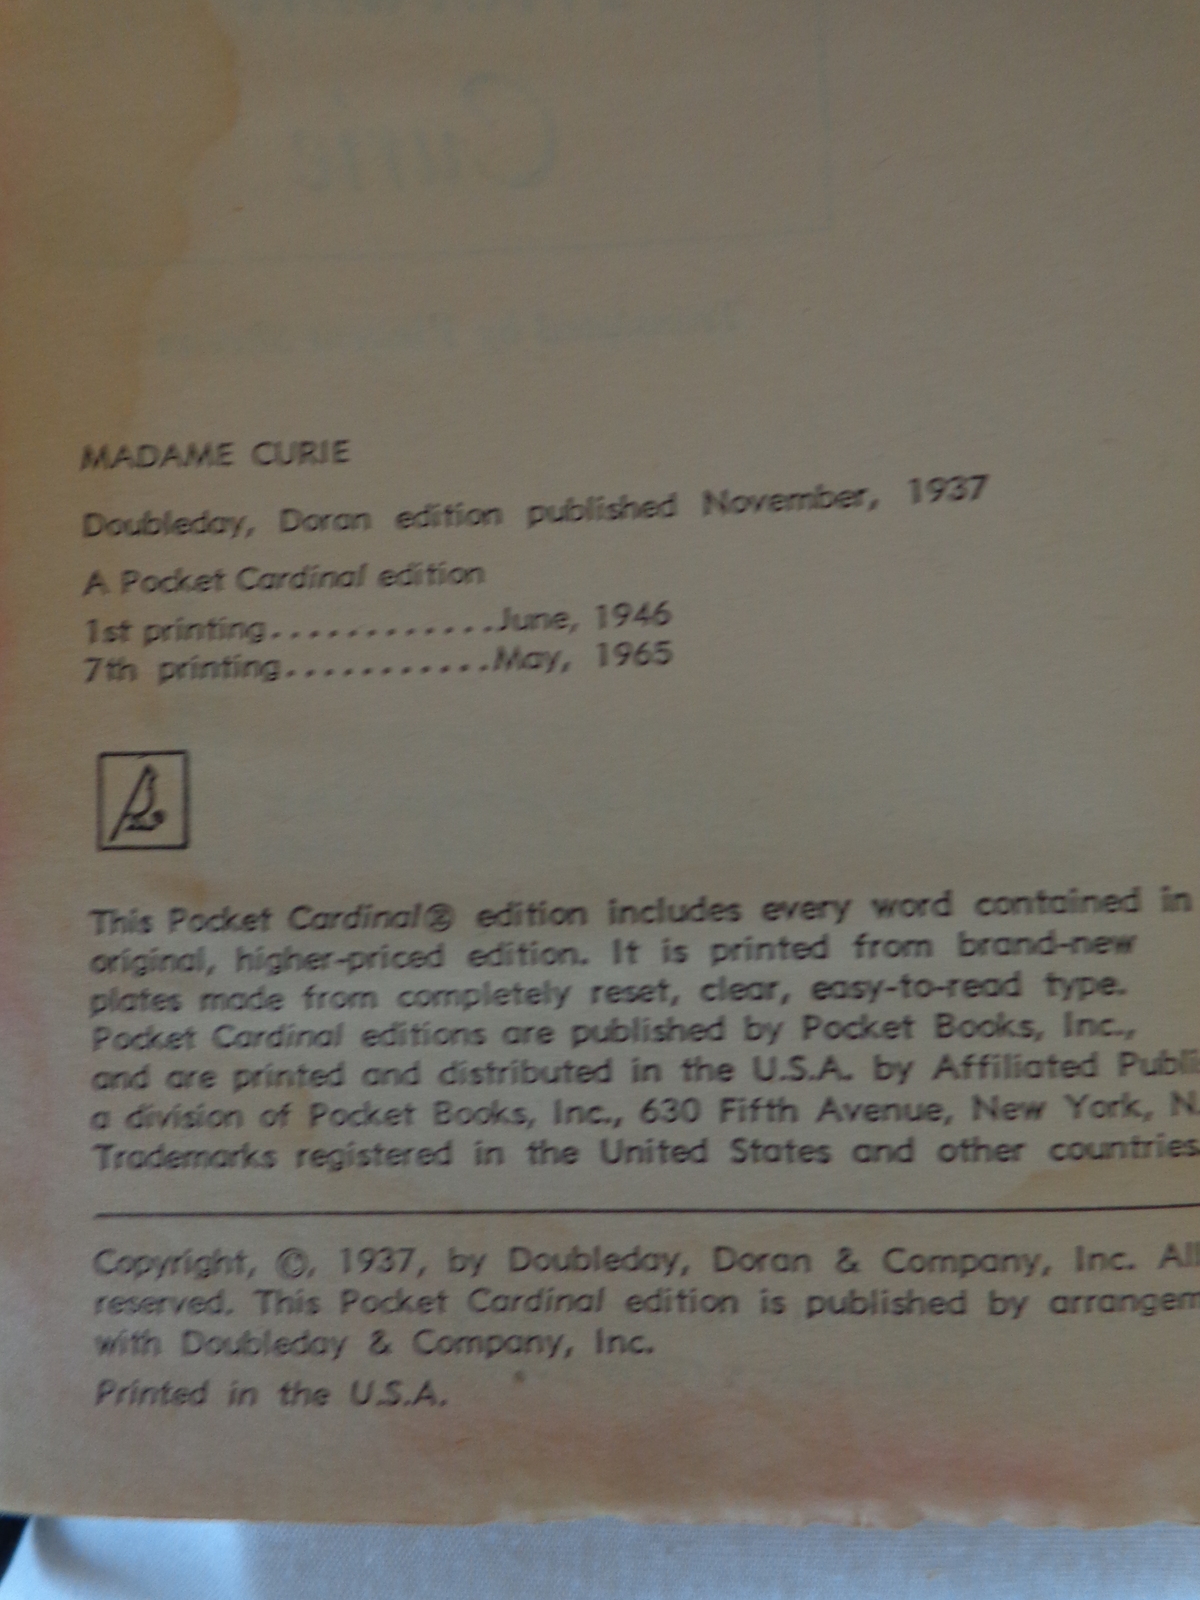 Curie
MADAME CURIE
Doubleday, Doran edition published November, 1937
A Pocket Cardinal edition
1st printing............June, 1946
7th printing...........May, 1965
This Pocket Cardinal® edition includes every word contained in
original, higher-priced edition. It is printed from brand-new
plates made from completely reset, clear, easy-to-read type.
Pocket Cardinal editions are published by Pocket Books, Inc.,
and are printed and distributed in the U.S.A. by Affiliated Publi
a division of Pocket Books, Inc., 630 Fifth Avenue, New York, N.
Trademarks registered in the United States and other countries.
Copyright, ©, 1937, by Doubleday, Doran & Company, Inc. All
reserved. This Pocket Cardinal edition is published by arrangem
with Doubleday & Company, Inc.
Printed in the U.S.A.